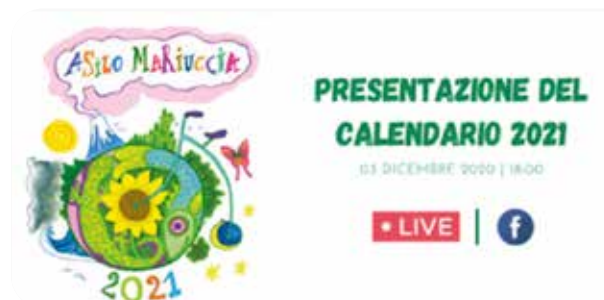 ASILO MARIUCCIA
2021
PRESENTAZIONE DEL
CALENDARIO 2021
03 DICEMBRE 2020 | 18:00
• LIVE
f